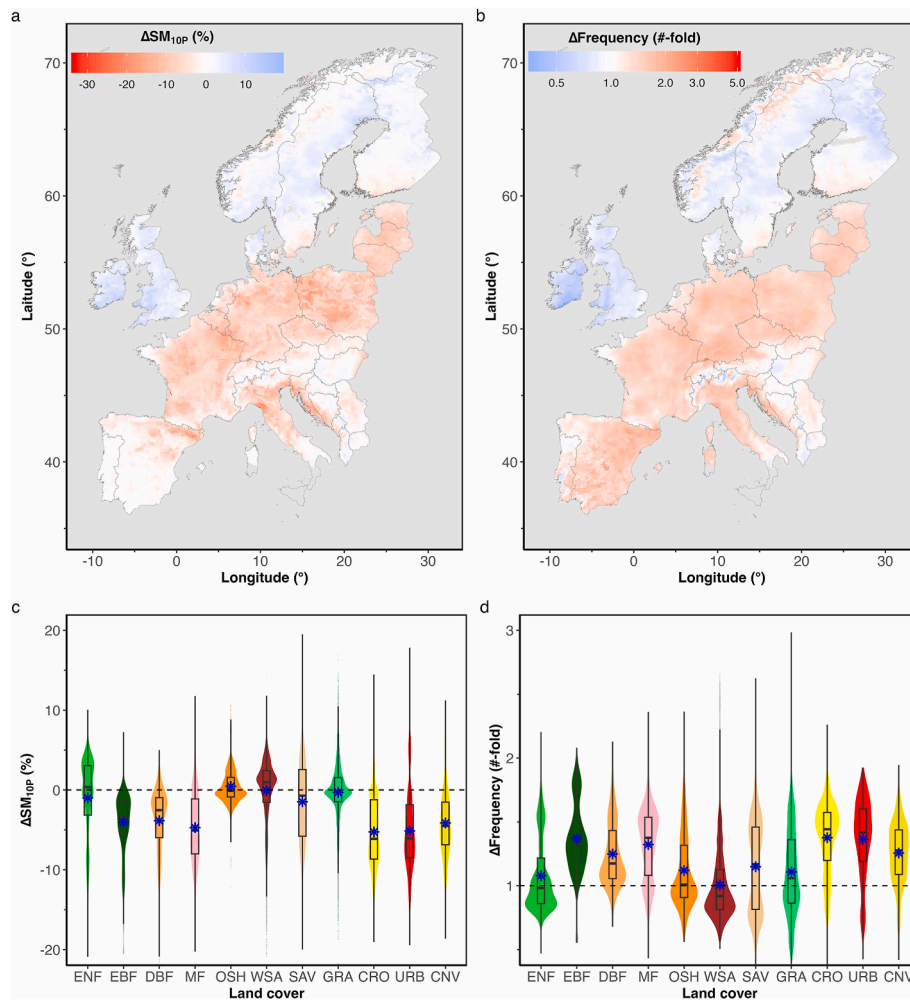 a
ΔSM10P (%)
-30 -20 -10 0 10
70
60
50
40
Laitude (°)
-10 0 10 20 30
Longitude (°)
b
ΔFrequency (#-fold)
0.5 1.0 2.0 3.0 5.0
70
60
50
40
Laitude (°)
-10 0 10 20 30
Longitude (°)
c
20
10
0
-10
-20
ΔSM10P (%)
ENF EBF DBF MF OSH WSA SAV GRA CRO URB CNV
Land cover
d
3
2
1
ΔFrequency (#-fold)
ENF EBF DBF MF OSH WSA SAV GRA CRO URB CNV
Land cover